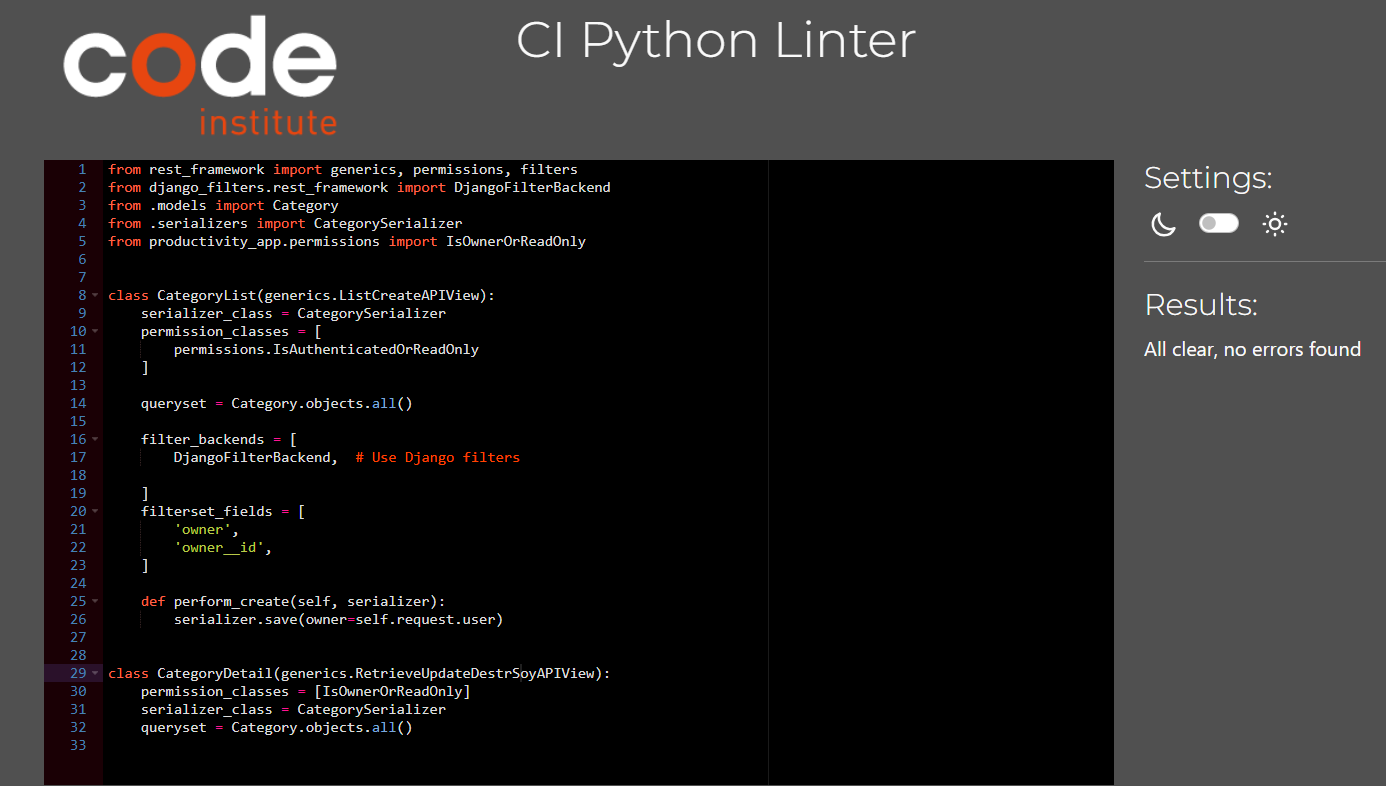 code
institute
CI Python Linter
1 from rest_framework import generics, permissions, filters
2 from django_filters.rest_framework import DjangoFilterBackend
3 from .models import Category
4 from .serializers import CategorySerializer
5 from productivity_app.permissions import IsOwnerOrReadOnly
6
7
8 class CategoryList(generics.ListCreateAPIView):
9     serializer_class = CategorySerializer
10     permission_classes = [
11         permissions.IsAuthenticatedOrReadOnly
12     ]
13
14     queryset = Category.objects.all()
15
16     filter_backends = [
17         DjangoFilterBackend,  # Use Django filters
18
19     ]
20     filterset_fields = [
21         'owner',
22         'owner__id',
23     ]
24
25     def perform_create(self, serializer):
26         serializer.save(owner=self.request.user)
27
28
29 class CategoryDetail(generics.RetrieveUpdateDestrSoyAPIView):
30     permission_classes = [IsOwnerOrReadOnly]
31     serializer_class = CategorySerializer
32     queryset = Category.objects.all()
33
Settings:
Results:
All clear, no errors found